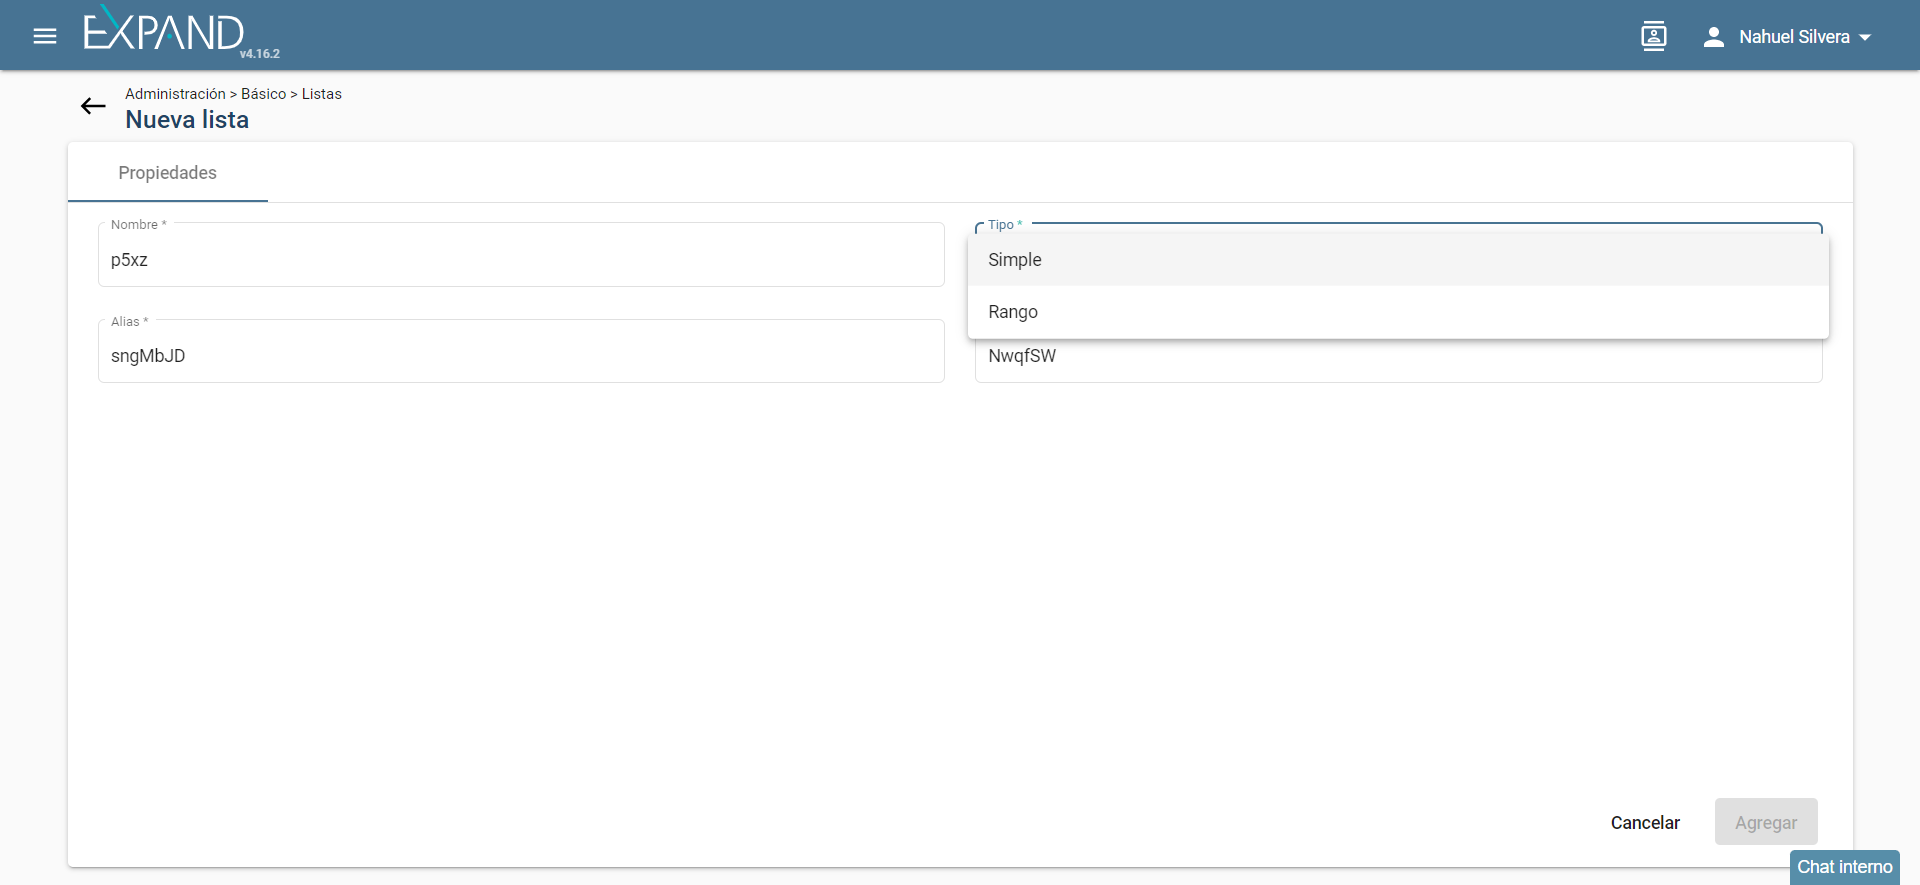 EXPAND
v4.16.2
Nahuel Silvera
Administración > Básico > Listas
Nueva lista
Propiedades
Nombre *
p5xz
Tipo *
Simple
Rango
Alias *
sngMbJD
NwqfSW
Cancelar
Agregar
Chat interno